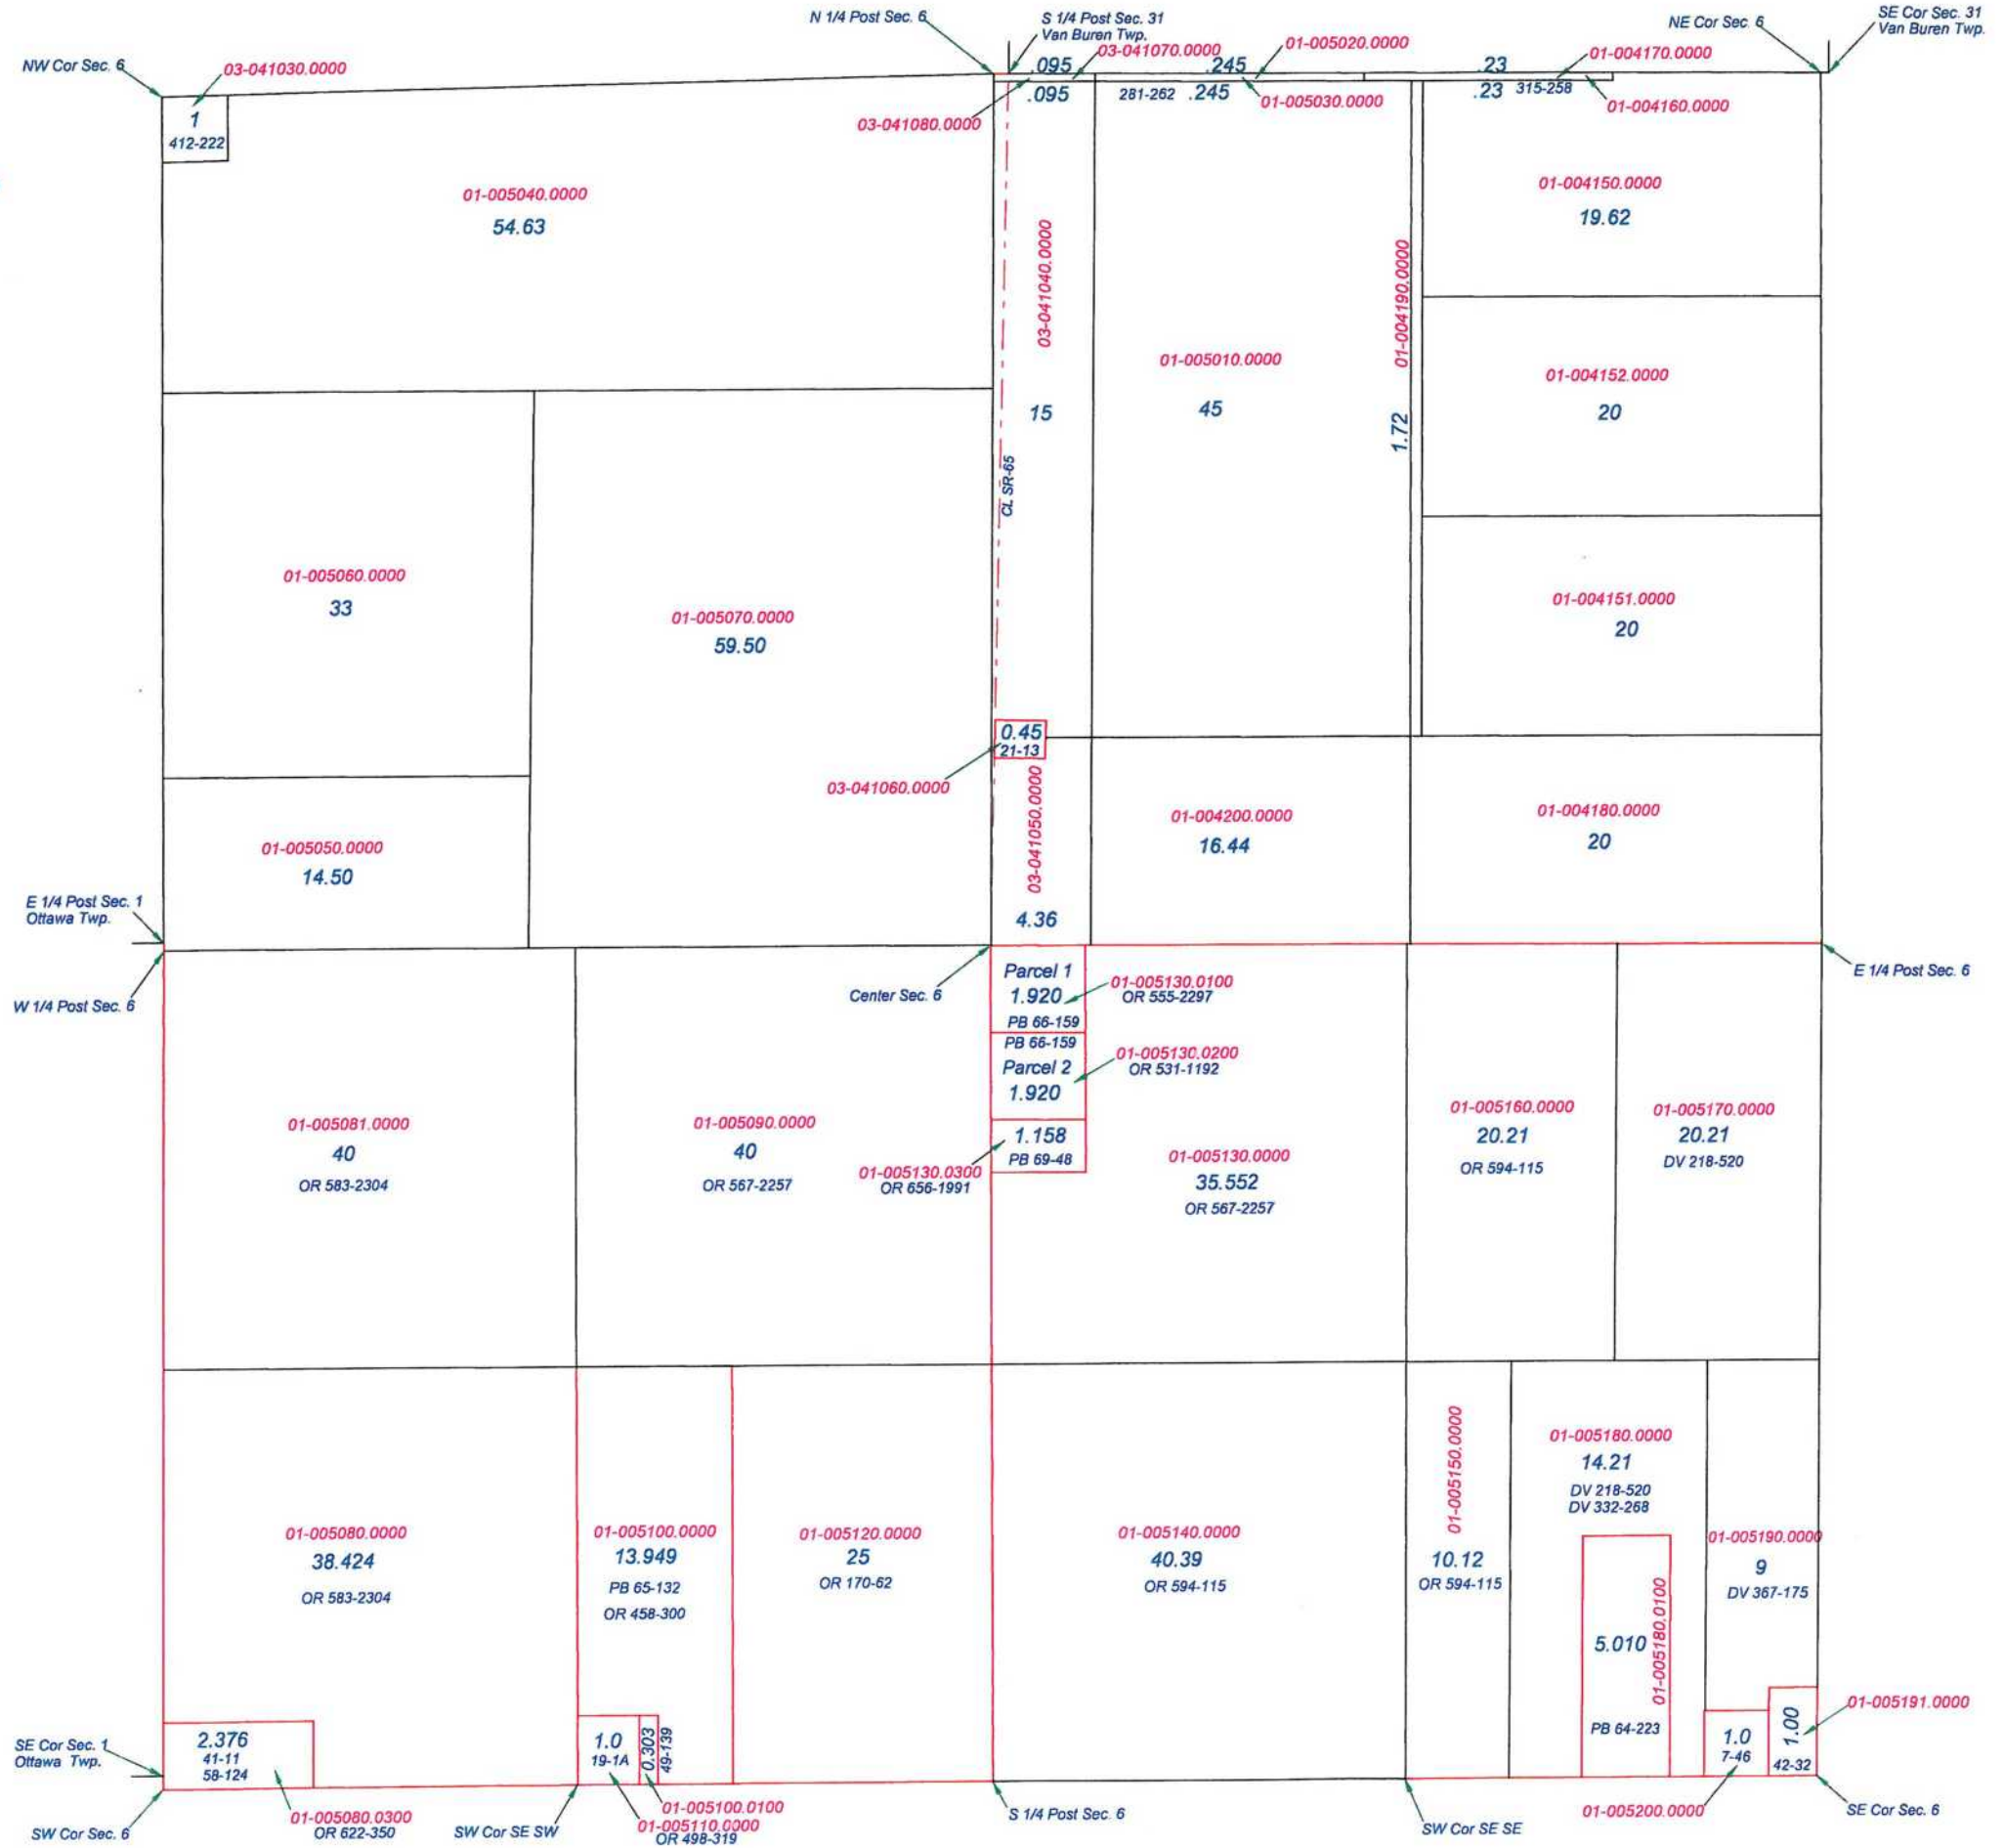 N 1/4 Post Sec. 6
S 1/4 Post Sec. 31
Van Buren Twp.
NE Cor Sec. 6
SE Cor Sec. 31
Van Buren Twp.
NW Cor Sec. 6
03-041030.0000
03-041070.0000
01-005020.0000
01-004170.0000
.095
.245
.23
.095
281-262
.245
01-005030.0000
.23
315-258
01-004160.0000
03-041080.0000
1
412-222
01-005040.0000
54.63
03-041040.0000
15
CL SR-65
01-005010.0000
45
01-004190.0000
1.72
01-004150.0000
19.62
01-004152.0000
20
01-004151.0000
20
01-005060.0000
33
01-005070.0000
59.50
0.45
21-13
03-041060.0000
03-041050.0000
4.36
01-004200.0000
16.44
01-004180.0000
20
01-005050.0000
14.50
E 1/4 Post Sec. 1
Ottawa Twp.
W 1/4 Post Sec. 6
Center Sec. 6
E 1/4 Post Sec. 6
Parcel 1
1.920
PB 66-159
01-005130.0100
OR 555-2297
PB 66-159
Parcel 2
1.920
01-005130.0200
OR 531-1192
1.158
PB 69-48
01-005130.0300
OR 656-1991
01-005081.0000
40
OR 583-2304
01-005090.0000
40
OR 567-2257
01-005130.0000
35.552
OR 567-2257
01-005160.0000
20.21
OR 594-115
01-005170.0000
20.21
DV 218-520
01-005080.0000
38.424
OR 583-2304
01-005100.0000
13.949
PB 65-132
OR 458-300
01-005120.0000
25
OR 170-62
01-005140.0000
40.39
OR 594-115
01-005150.0000
10.12
OR 594-115
01-005180.0000
14.21
DV 218-520
DV 332-268
01-005190.0000
9
DV 367-175
5.010
01-005180.0100
PB 64-223
2.376
41-11
58-124
1.0
19-1A
0.303
49-139
1.0
7-46
1.00
42-32
01-005191.0000
SE Cor Sec. 1
Ottawa Twp.
SW Cor Sec. 6
01-005080.0300
OR 622-350
SW Cor SE SW
01-005100.0100
01-005110.0000
OR 498-319
S 1/4 Post Sec. 6
SW Cor SE SE
01-005200.0000
SE Cor Sec. 6